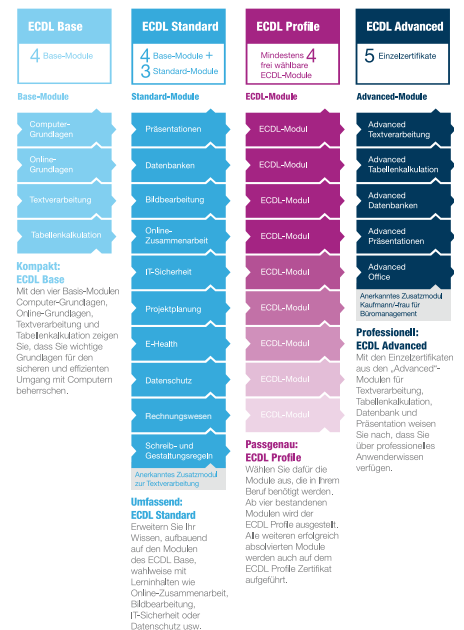 ECDL Base
4 Base-Module
Base-Module
Computer-
Grundlagen
Online-
Grundlagen
Textverarbeitung
Tabellenkalkulation
Kompakt:
ECDL Base
Mit den vier Basis-Modulen
Computer-Grundlagen,
Online-Grundlagen,
Textverarbeitung und
Tabellenkalkulation zeigen
Sie, dass Sie wichtige
Grundlagen für den
sicheren und effizienten
Umgang mit Computern
beherrschen.
ECDL Standard
4 Base-Module +
3 Standard-Module
Standard-Module
Präsentationen
Datenbanken
Bildbearbeitung
Online-
Zusammenarbeit
IT-Sicherheit
Projektplanung
E-Health
Datenschutz
Rechnungswesen
Schreib- und
Gestaltungsregeln
Anerkanntes Zusatzmodul
zur Textverarbeitung
Umfassend:
ECDL Standard
Erweitern Sie Ihr
Wissen, aufbauend
auf den Modulen
des ECDL Base,
wahlweise mit
Lerninhalten wie
Online-Zusammenarbeit,
Bildbearbeitung,
IT-Sicherheit oder
Datenschutz usw.
ECDL Profile
Mindestens 4
frei wählbare
ECDL-Module
ECDL-Module
ECDL-Modul
ECDL-Modul
ECDL-Modul
ECDL-Modul
ECDL-Modul
ECDL-Modul
ECDL-Modul
ECDL-Modul
ECDL-Modul
Passgenau:
ECDL Profile
Wählen Sie dafür die
Module aus, die in Ihrem
Beruf benötigt werden.
Ab vier bestandenen
Modulen wird der
ECDL Profile ausgestellt.
Alle weiteren erfolgreich
absolvierten Module
werden auch auf dem
ECDL Profile Zertifikat
aufgeführt.
ECDL Advanced
5 Einzelzertifikate
Advanced-Module
Advanced
Textverarbeitung
Advanced
Tabellenkalkulation
Advanced
Datenbanken
Advanced
Präsentationen
Advanced
Office
Anerkanntes Zusatzmodul
Kaufmann/-frau für
Büromanagement
Professionell:
ECDL Advanced
Mit den Einzelzertifikaten
aus den „Advanced"-
Modulen für
Textverarbeitung,
Tabellenkalkulation,
Datenbank und
Präsentation weisen
Sie nach, dass Sie
über professionelles
Anwenderwissen
verfügen.